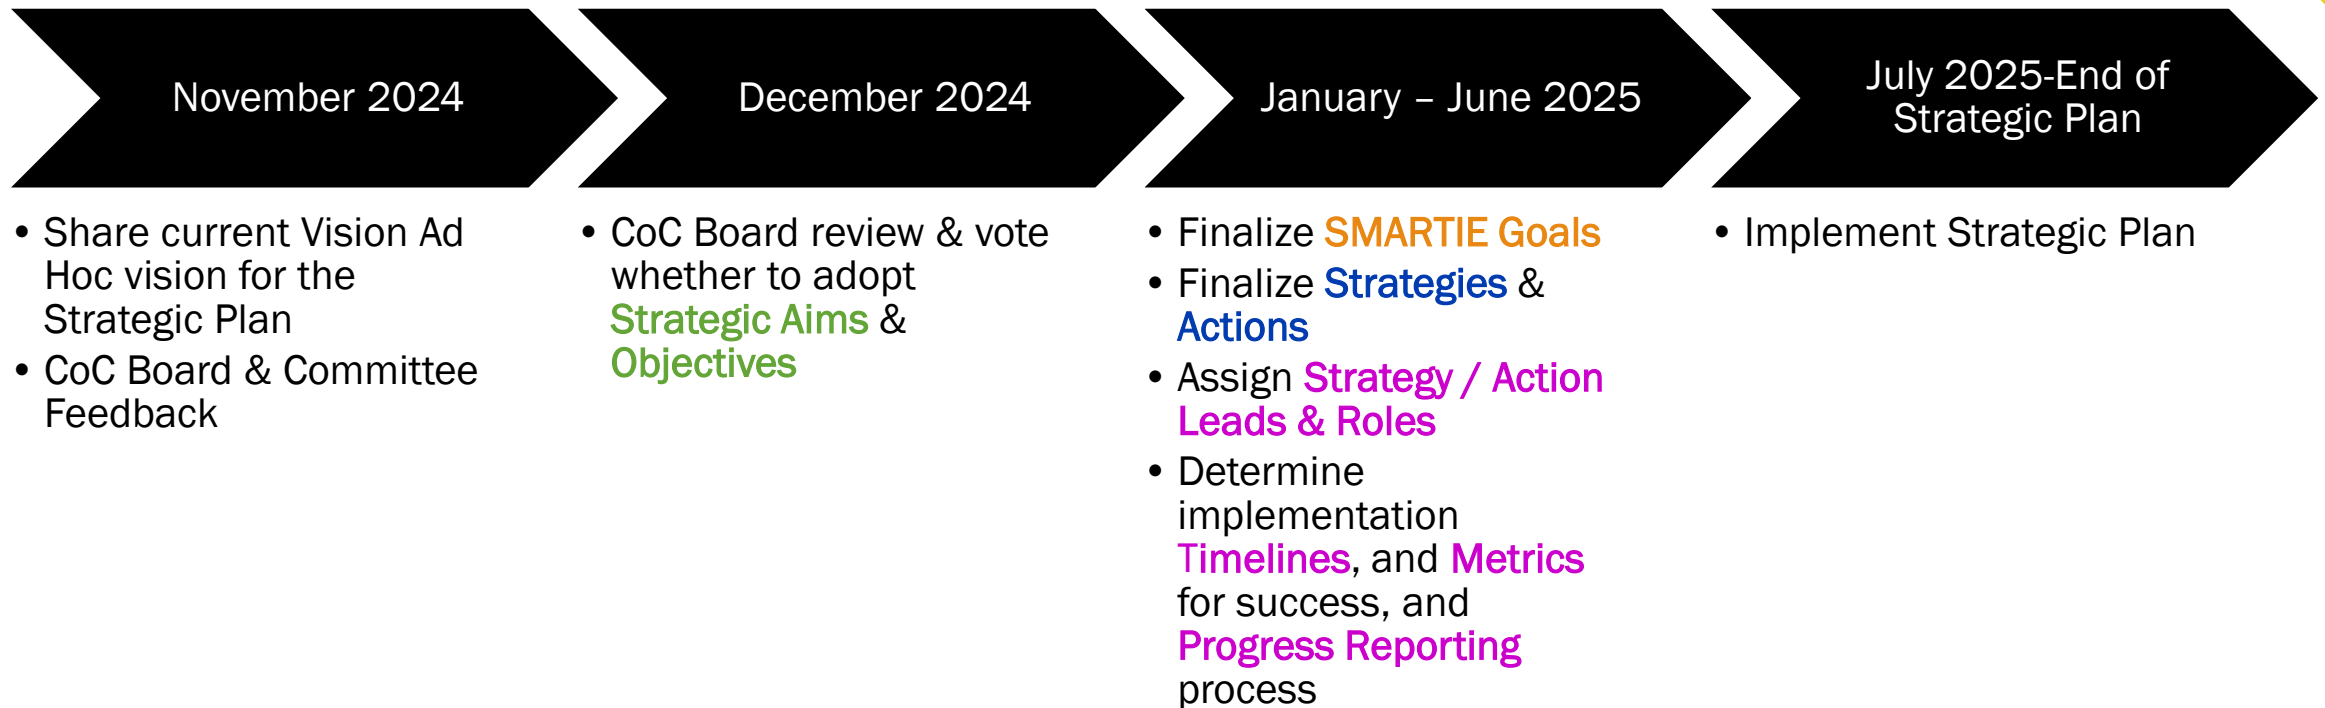 November 2024
• Share current Vision Ad
Hoc vision for the
Strategic Plan
• CoC Board & Committee
Feedback
December 2024
• CoC Board review & vote
whether to adopt
Strategic Aims &
Objectives
January – June 2025
• Finalize SMARTIE Goals
• Finalize Strategies &
Actions
• Assign Strategy / Action
Leads & Roles
• Determine
implementation
Timelines, and Metrics
for success, and
Progress Reporting
process
July 2025-End of
Strategic Plan
• Implement Strategic Plan